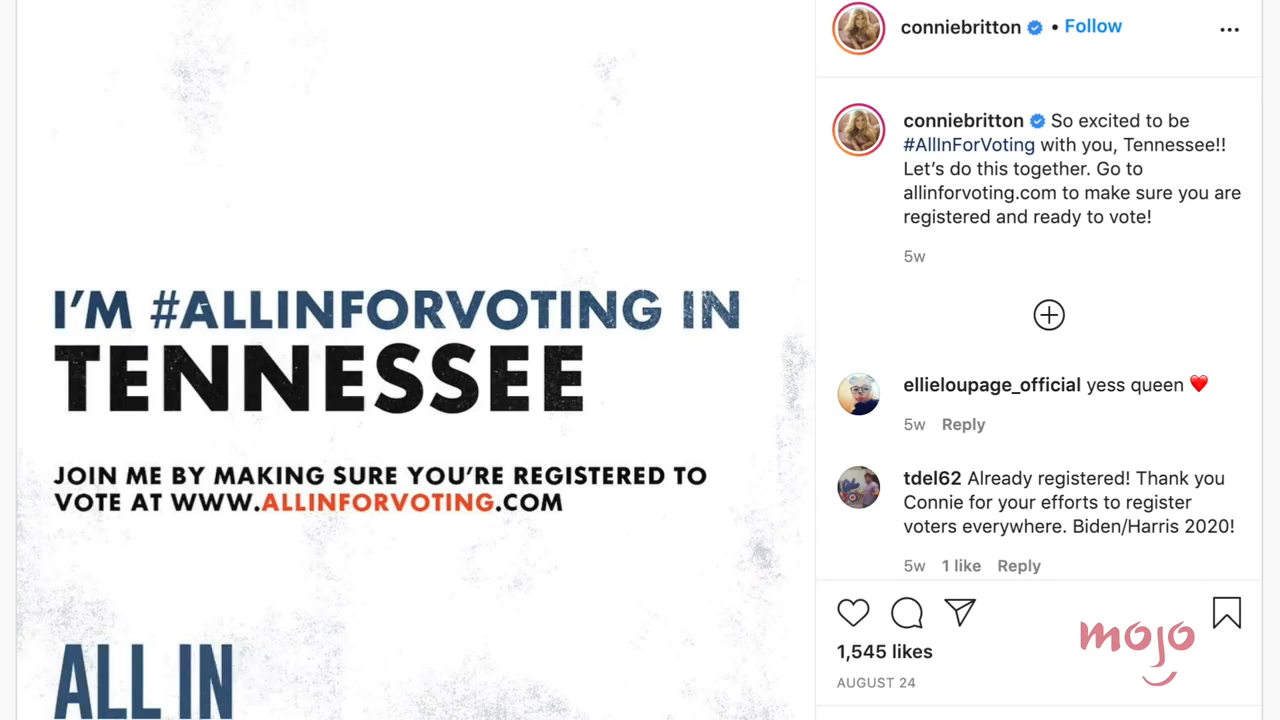 I'M #ALLINFORVOTING IN
TENNESSEE
JOIN ME BY MAKING SURE YOU'RE REGISTERED TO
VOTE AT WWW.ALLINFORVOTING.COM
ALL IN
conniebritton • Follow
conniebritton So excited to be
#AllInForVoting with you, Tennessee!!
Let’s do this together. Go to
allinforvoting.com to make sure you are
registered and ready to vote!
5w
ellieloupage_official yess queen ❤️
5w Reply
tdel62 Already registered! Thank you
Connie for your efforts to register
voters everywhere. Biden/Harris 2020!
5w 1 like Reply
1,545 likes
AUGUST 24
mojo